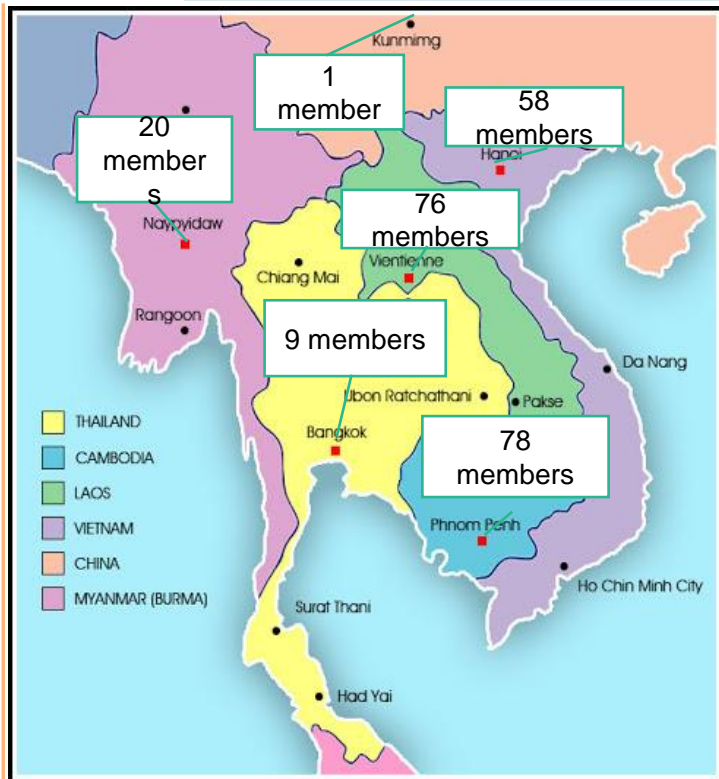 Kunmimg
1
member
58
members
Hanoi
20
member
s
Naypyidaw
76
members
Vientienne
Chiang Mai
Rangoon
9 members
Da Nang
Ubon Ratchathani
Pakse
Bangkok
78
members
Phnom Penh
THAILAND
CAMBODIA
LAOS
VIETNAM
CHINA
MYANMAR (BURMA)
Ho Chin Minh City
Surat Thani
Had Yai